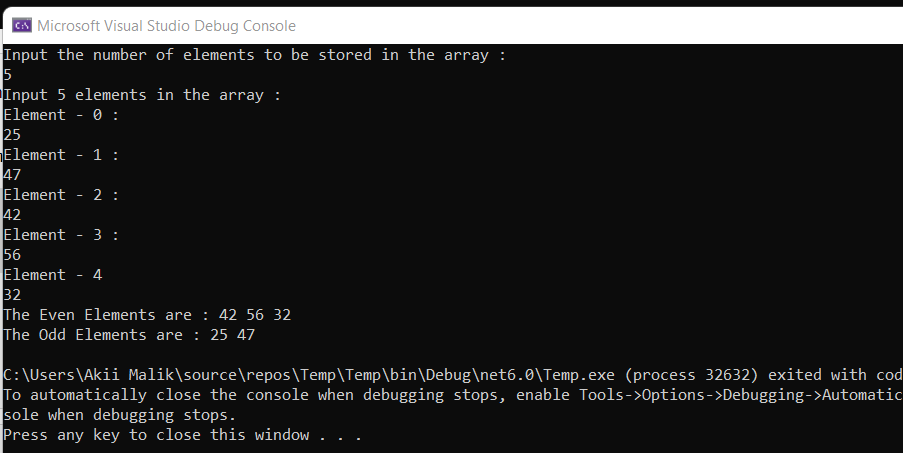 C:\ Microsoft Visual Studio Debug Console
Input the number of elements to be stored in the array :
5
Input 5 elements in the array :
Element - 0 :
25
Element - 1 :
47
Element - 2 :
42
Element - 3 :
56
Element - 4
32
The Even Elements are : 42 56 32
The Odd Elements are : 25 47
C:\Users\Akii Malik\source\repos\Temp\Temp\bin\Debug\net6.0\Temp.exe (process 32632) exited with cod
To automatically close the console when debugging stops, enable Tools->Options->Debugging->Automatic
sole when debugging stops.
Press any key to close this window . . .